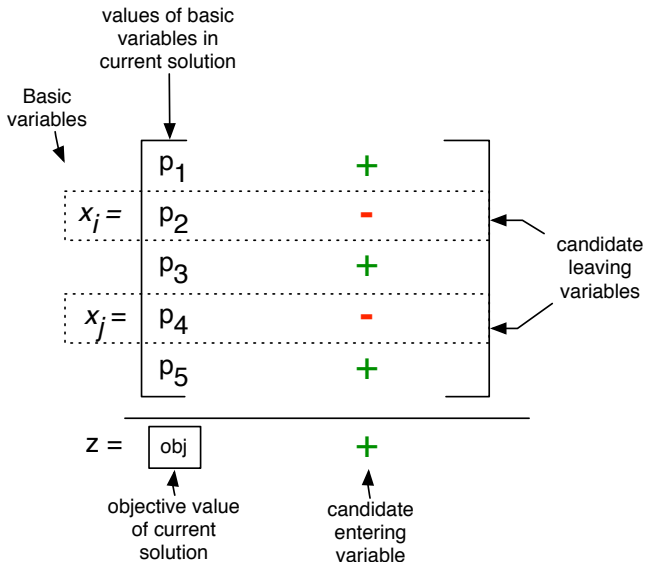 values of basic
variables in
current solution
Basic
variables
p1 +
xi = p2 -
p3 +
xj = p4 -
p5 +
candidate
leaving
variables
z = obj +
objective value
of current
solution
candidate
entering
variable